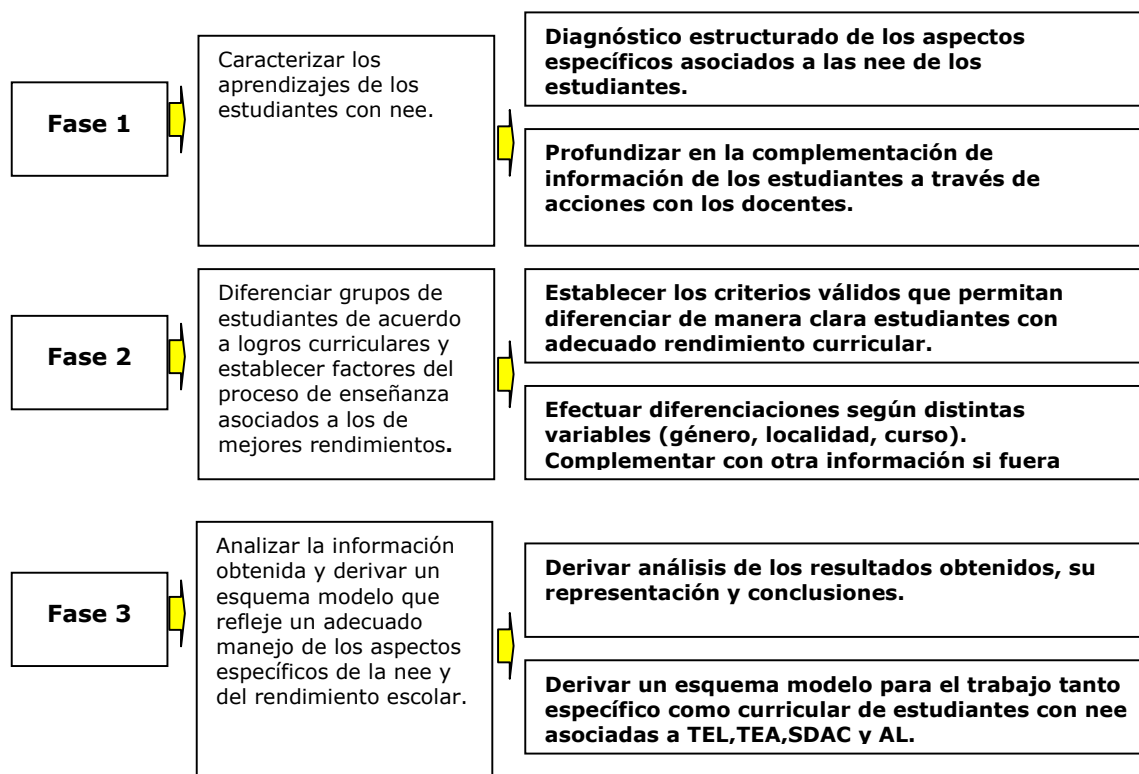 Fase 1
Caracterizar los
aprendizajes de los
estudiantes con nee.
Diagnóstico estructurado de los aspectos
específicos asociados a las nee de los
estudiantes.
Profundizar en la complementación de
información de los estudiantes a través de
acciones con los docentes.
Fase 2
Diferenciar grupos de
estudiantes de acuerdo
a logros curriculares y
establecer factores del
proceso de enseñanza
asociados a los de
mejores rendimientos.
Establecer los criterios válidos que permitan
diferenciar de manera clara estudiantes con
adecuado rendimiento curricular.
Efectuar diferenciaciones según distintas
variables (género, localidad, curso).
Complementar con otra información si fuera
Fase 3
Analizar la información
obtenida y derivar un
esquema modelo que
refleje un adecuado
manejo de los aspectos
específicos de la nee y
del rendimiento escolar.
Derivar análisis de los resultados obtenidos, su
representación y conclusiones.
Derivar un esquema modelo para el trabajo tanto
específico como curricular de estudiantes con nee
asociadas a TEL,TEA,SDAC y AL.